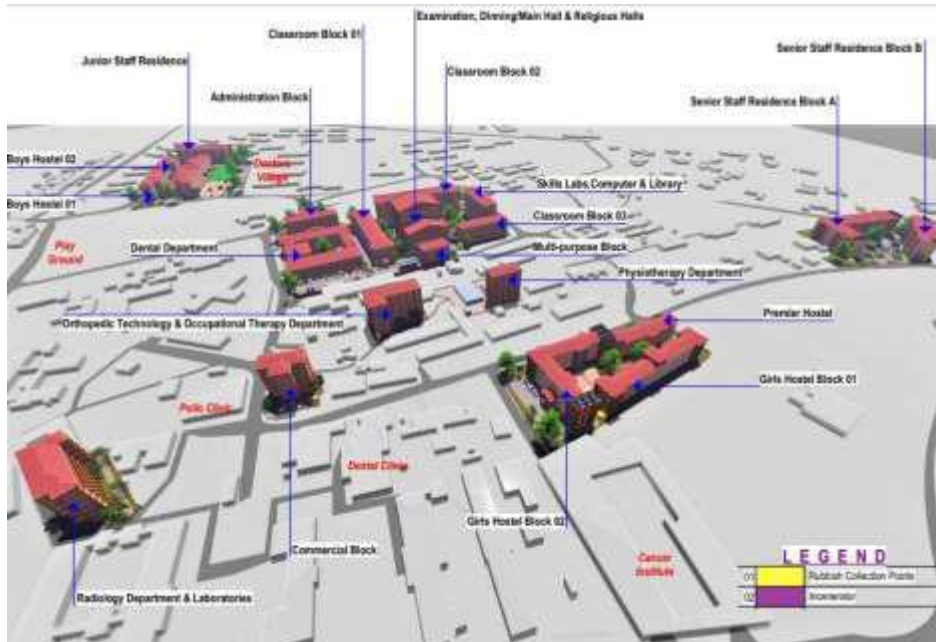 Examination, Dinning/Main Hall & Religious Halls
Classroom Block 01
Senior Staff Residence Block B
Junior Staff Residence
Classroom Block 02
Administration Block
Senior Staff Residence Block A
Boys Hostel 02
Doctors
Village
Skills Labs,Computer & Library
Boys Hostel 01
Classroom Block 03
Play
Ground
Dental Department
Multi-purpose Block
Physiotherapy Department
Premier Hostel
Orthopedic Technology & Occupational Therapy Department
Girls Hostel Block 01
Polic Clinic
Dental Clinic
Girls Hostel Block 02
Commercial Block
Cancer
Institute
LEGEND
01 Rubbish Collection Points
02 Incenerator
Radiology Department & Laboratories